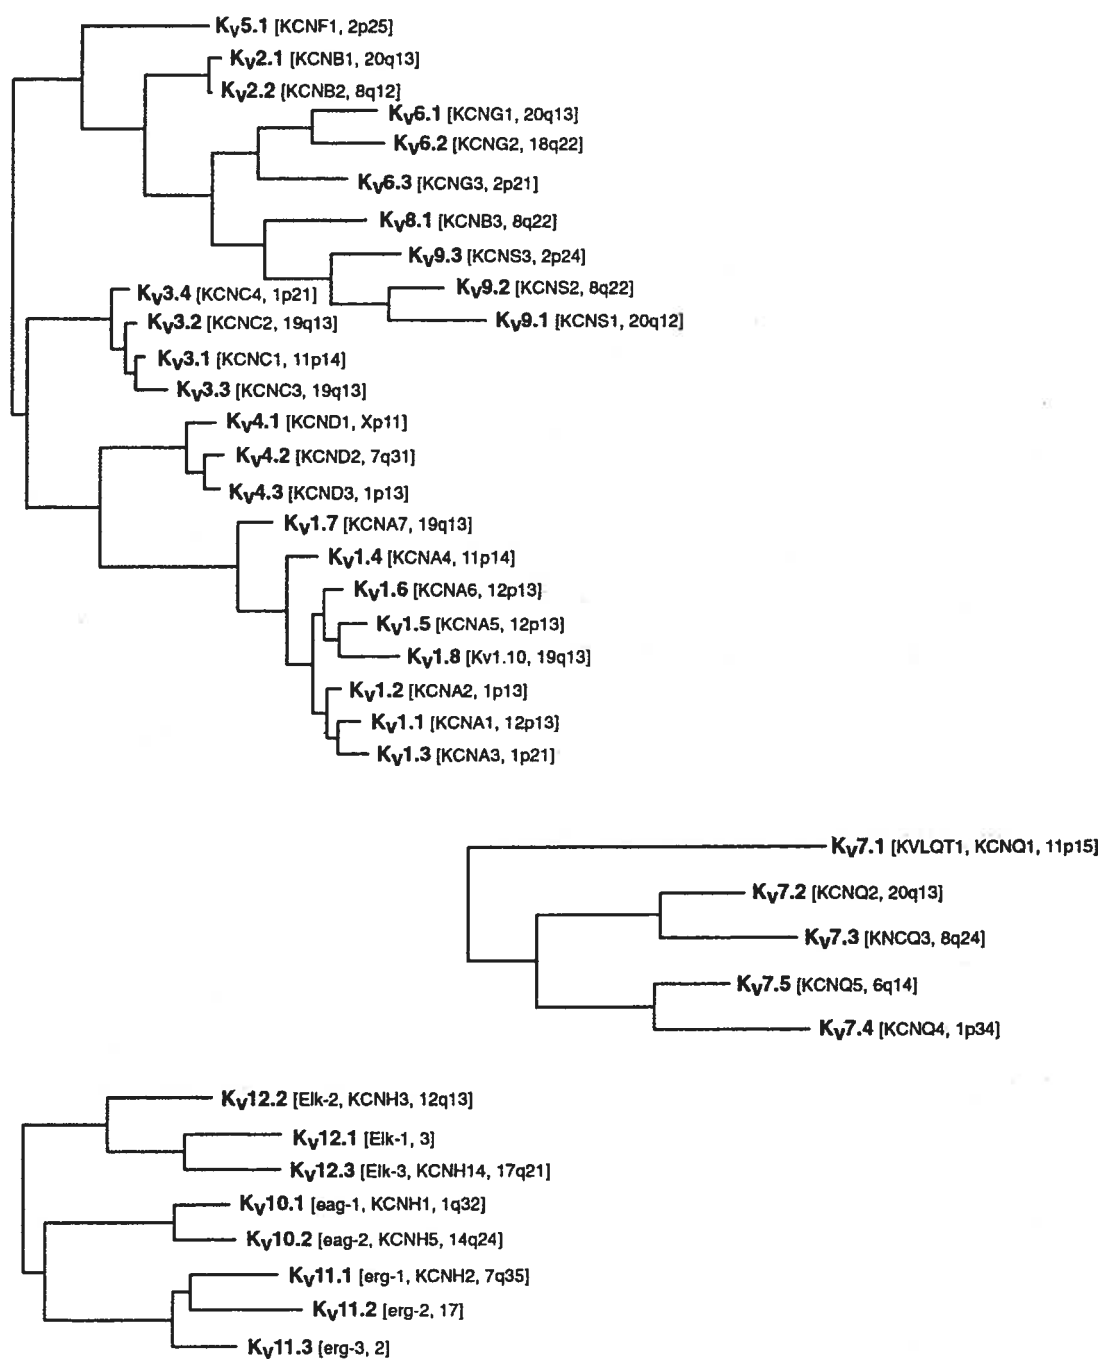 Kv5.1 [KCNF1, 2p25]
Kv2.1 [KCNB1, 20q13]
Kv2.2 [KCNB2, 8q12]
Kv6.1 [KCNG1, 20q13]
Kv6.2 [KCNG2, 18q22]
Kv6.3 [KCNG3, 2p21]
Kv8.1 [KCNB3, 8q22]
Kv9.3 [KCNS3, 2p24]
Kv9.2 [KCNS2, 8q22]
Kv9.1 [KCNS1, 20q12]
Kv3.4 [KCNC4, 1p21]
Kv3.2 [KCNC2, 19q13]
Kv3.1 [KCNC1, 11p14]
Kv3.3 [KCNC3, 19q13]
Kv4.1 [KCND1, Xp11]
Kv4.2 [KCND2, 7q31]
Kv4.3 [KCND3, 1p13]
Kv1.7 [KCNA7, 19q13]
Kv1.4 [KCNA4, 11p14]
Kv1.6 [KCNA6, 12p13]
Kv1.5 [KCNA5, 12p13]
Kv1.8 [Kv1.10, 19q13]
Kv1.2 [KCNA2, 1p13]
Kv1.1 [KCNA1, 12p13]
Kv1.3 [KCNA3, 1p21]
Kv7.1 [KVLQT1, KCNQ1, 11p15]
Kv7.2 [KCNQ2, 20q13]
Kv7.3 [KNCQ3, 8q24]
Kv7.5 [KCNQ5, 6q14]
Kv7.4 [KCNQ4, 1p34]
Kv12.2 [Elk-2, KCNH3, 12q13]
Kv12.1 [Elk-1, 3]
Kv12.3 [Elk-3, KCNH14, 17q21]
Kv10.1 [eag-1, KCNH1, 1q32]
Kv10.2 [eag-2, KCNH5, 14q24]
Kv11.1 [erg-1, KCNH2, 7q35]
Kv11.2 [erg-2, 17]
Kv11.3 [erg-3, 2]